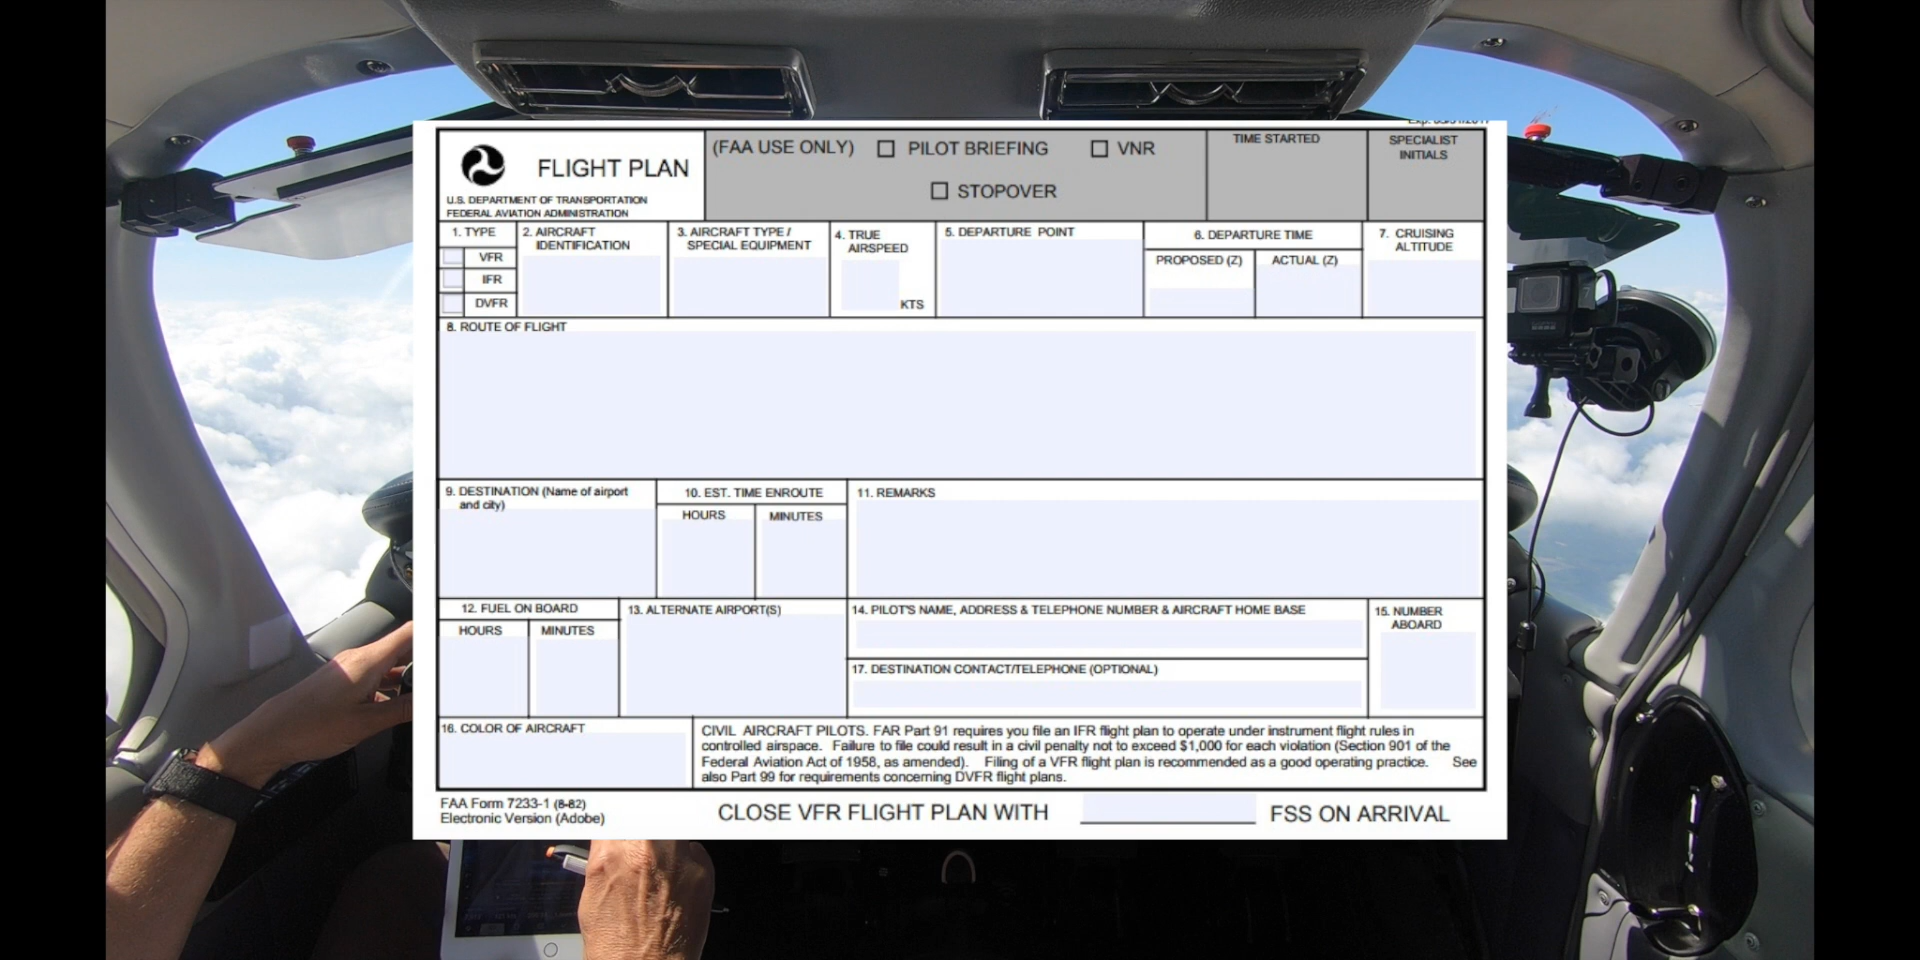 FLIGHT PLAN
U.S. DEPARTMENT OF TRANSPORTATION
FEDERAL AVIATION ADMINISTRATION
(FAA USE ONLY) PILOT BRIEFING VNR
STOPOVER
TIME STARTED
SPECIALIST
INITIALS
1. TYPE
VFR
IFR
DVFR
2. AIRCRAFT
IDENTIFICATION
3. AIRCRAFT TYPE /
SPECIAL EQUIPMENT
4. TRUE
AIRSPEED
KTS
5. DEPARTURE POINT
6. DEPARTURE TIME
PROPOSED (Z)
ACTUAL (Z)
7. CRUISING
ALTITUDE
8. ROUTE OF FLIGHT
9. DESTINATION (Name of airport
and city)
10. EST. TIME ENROUTE
HOURS
MINUTES
11. REMARKS
12. FUEL ON BOARD
HOURS
MINUTES
13. ALTERNATE AIRPORT(S)
14. PILOT'S NAME, ADDRESS & TELEPHONE NUMBER & AIRCRAFT HOME BASE
17. DESTINATION CONTACT/TELEPHONE (OPTIONAL)
15. NUMBER
ABOARD
16. COLOR OF AIRCRAFT
CIVIL AIRCRAFT PILOTS. FAR Part 91 requires you file an IFR flight plan to operate under instrument flight rules in
controlled airspace. Failure to file could result in a civil penalty not to exceed $1,000 for each violation (Section 901 of the
Federal Aviation Act of 1958, as amended). Filing of a VFR flight plan is recommended as a good operating practice. See
also Part 99 for requirements concerning DVFR flight plans.
FAA Form 7233-1 (8-82)
Electronic Version (Adobe)
CLOSE VFR FLIGHT PLAN WITH FSS ON ARRIVAL